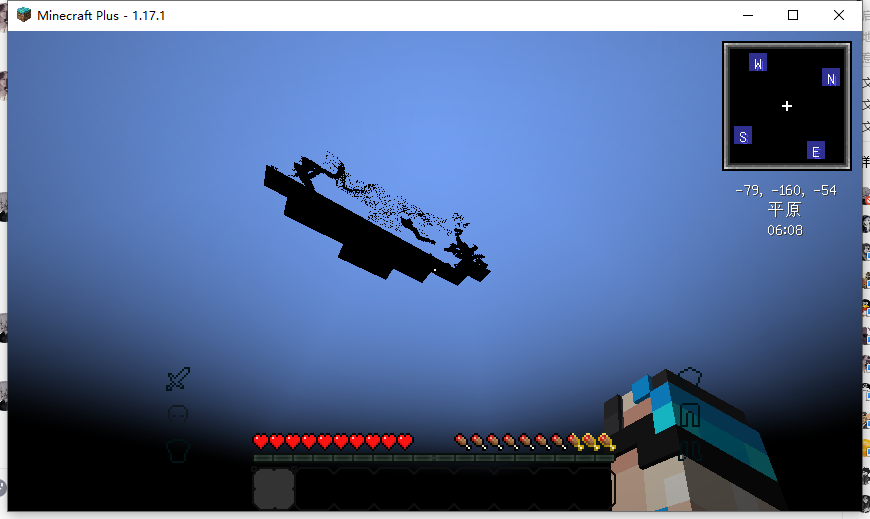 Minecraft Plus - 1.17.1
W
N
S
E
-79, -160, -54
平原
06:08